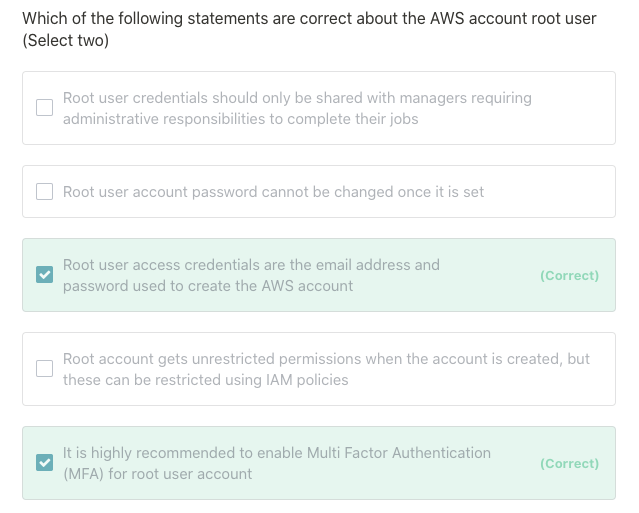 Which of the following statements are correct about the AWS account root user
(Select two)
Root user credentials should only be shared with managers requiring
administrative responsibilities to complete their jobs
Root user account password cannot be changed once it is set
Root user access credentials are the email address and
password used to create the AWS account
(Correct)
Root account gets unrestricted permissions when the account is created, but
these can be restricted using IAM policies
It is highly recommended to enable Multi Factor Authentication
(MFA) for root user account
(Correct)